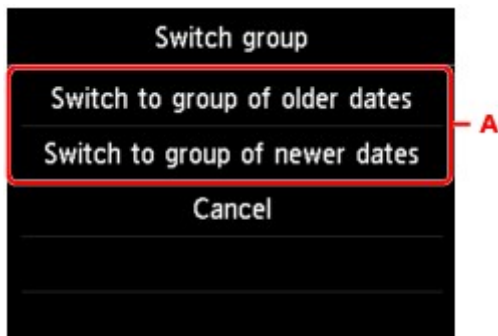 Switch group
Switch to group of older dates
A
Switch to group of newer dates
Cancel